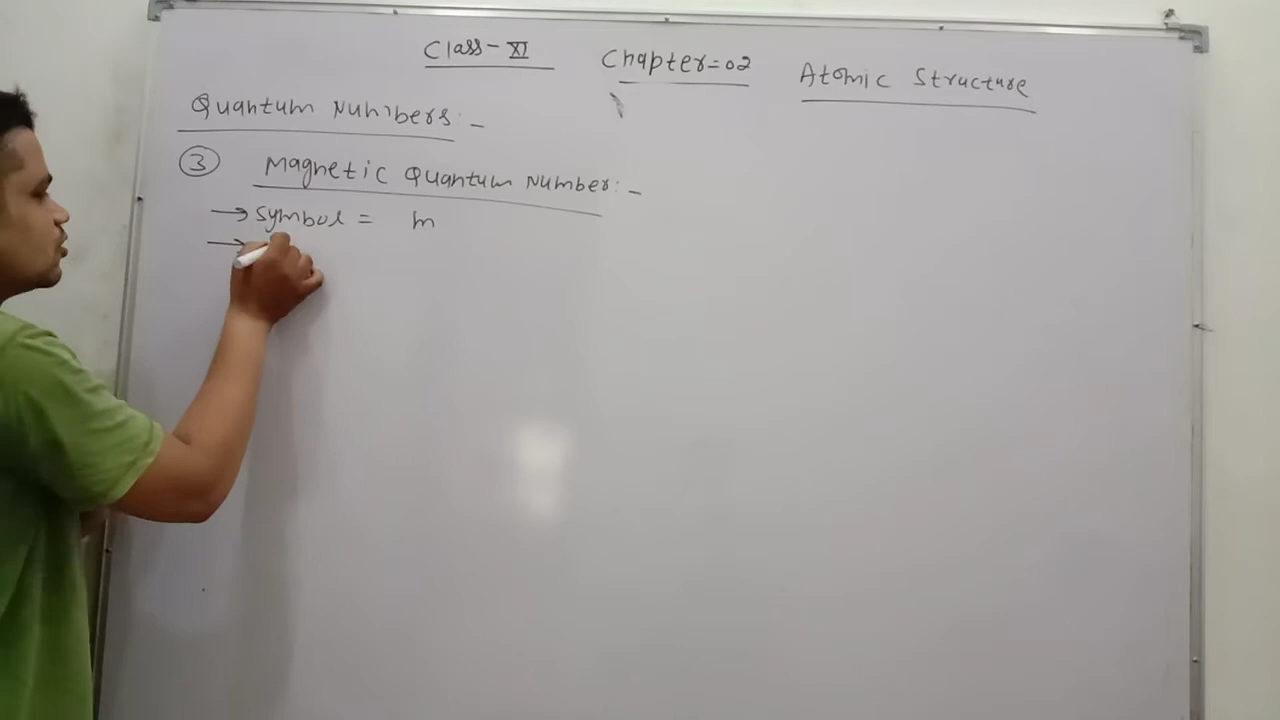 Class - XI Chapter = 02 Atomic Structure
Quantum Numbers : -
③ Magnetic Quantum Number : -
→ Symbol = m
→